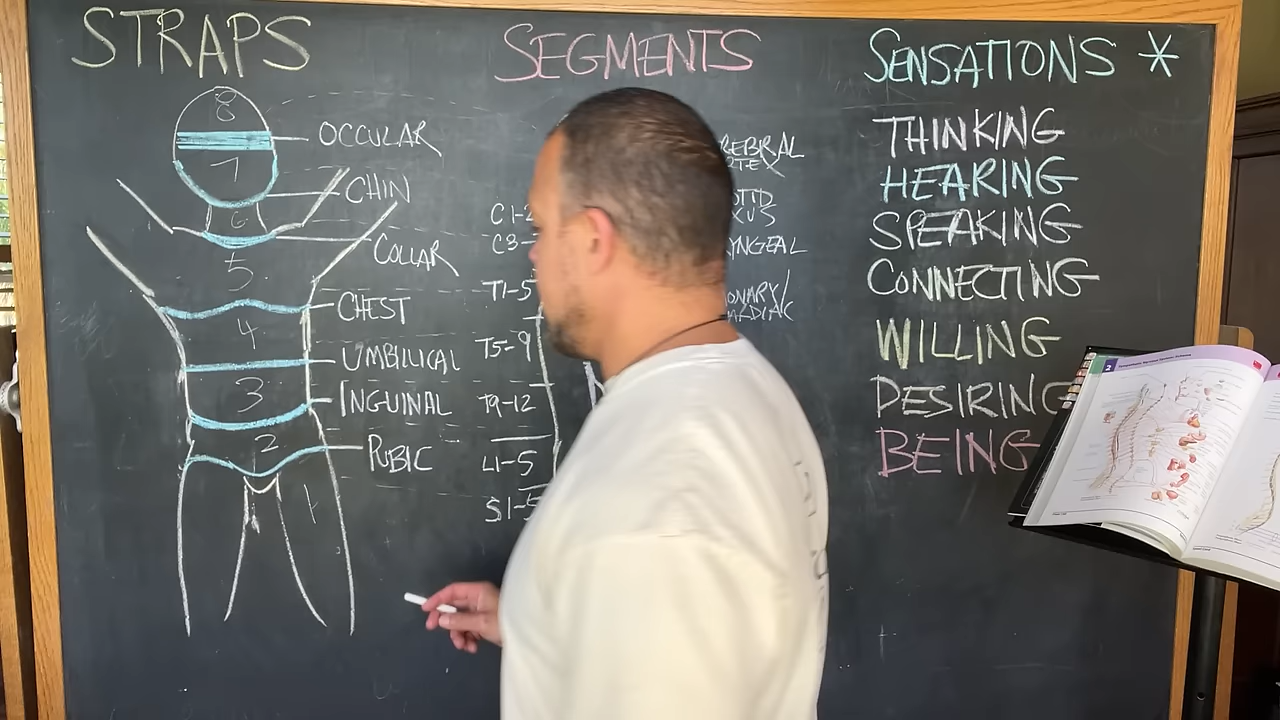 STRAPS
SEGMENTS
SENSATIONS *
8
OCCULAR
7
CHIN
6
COLLAR
5
CHEST
4
UMBILICAL
3
INGUINAL
2
PUBIC
1
C1-2
C3-
T1-5
T5-9
T9-12
L1-5
S1-5
THINKING
HEARING
SPEAKING
CONNECTING
WILLING
DESIRING
BEING